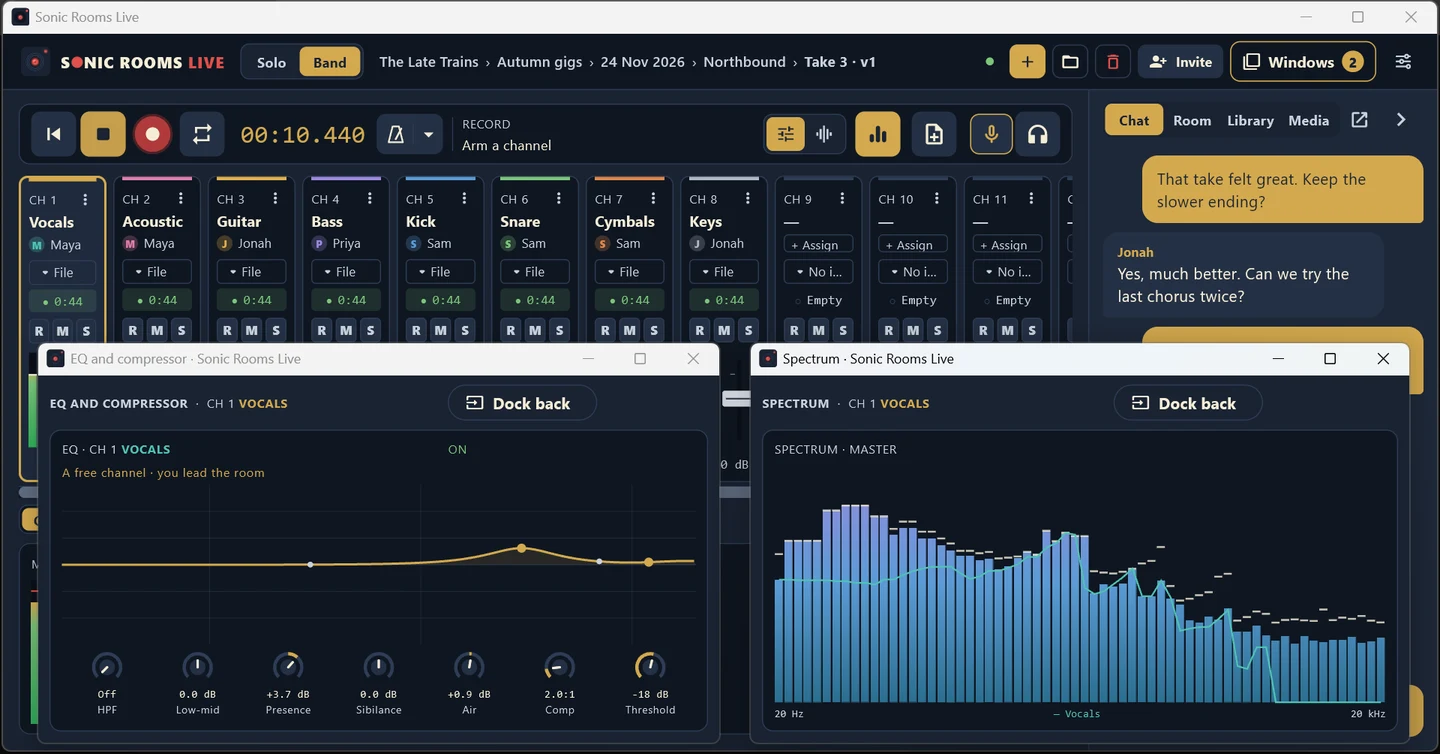 Sonic Rooms Live
SONIC ROOMS LIVE
Solo
Band
The Late Trains › Autumn gigs › 24 Nov 2026 › Northbound › Take 3 · v1
Invite
Windows 2
00:10.440
RECORD
Arm a channel
Chat
Room
Library
Media
CH 1
Vocals
M Maya
File
0:44
R M S
CH 2
Acoustic
M Maya
File
0:44
R M S
CH 3
Guitar
J Jonah
File
0:44
R M S
CH 4
Bass
P Priya
File
0:44
R M S
CH 5
Kick
S Sam
File
0:44
R M S
CH 6
Snare
S Sam
File
0:44
R M S
CH 7
Cymbals
S Sam
File
0:44
R M S
CH 8
Keys
J Jonah
File
0:44
R M S
CH 9
—
+ Assign
No i...
Empty
R M S
CH 10
—
+ Assign
No i...
Empty
R M S
CH 11
—
+ Assign
No i...
Empty
R M S
That take felt great. Keep the
slower ending?
Jonah
Yes, much better. Can we try the
last chorus twice?
0 dB
EQ and compressor · Sonic Rooms Live
EQ AND COMPRESSOR · CH 1 VOCALS
Dock back
EQ · CH 1 VOCALS
ON
A free channel · you lead the room
Off
HPF
0.0 dB
Low-mid
+3.7 dB
Presence
0.0 dB
Sibilance
+0.9 dB
Air
2.0:1
Comp
-18 dB
Threshold
Spectrum · Sonic Rooms Live
SPECTRUM · CH 1 VOCALS
Dock back
SPECTRUM · MASTER
20 Hz
— Vocals
20 kHz